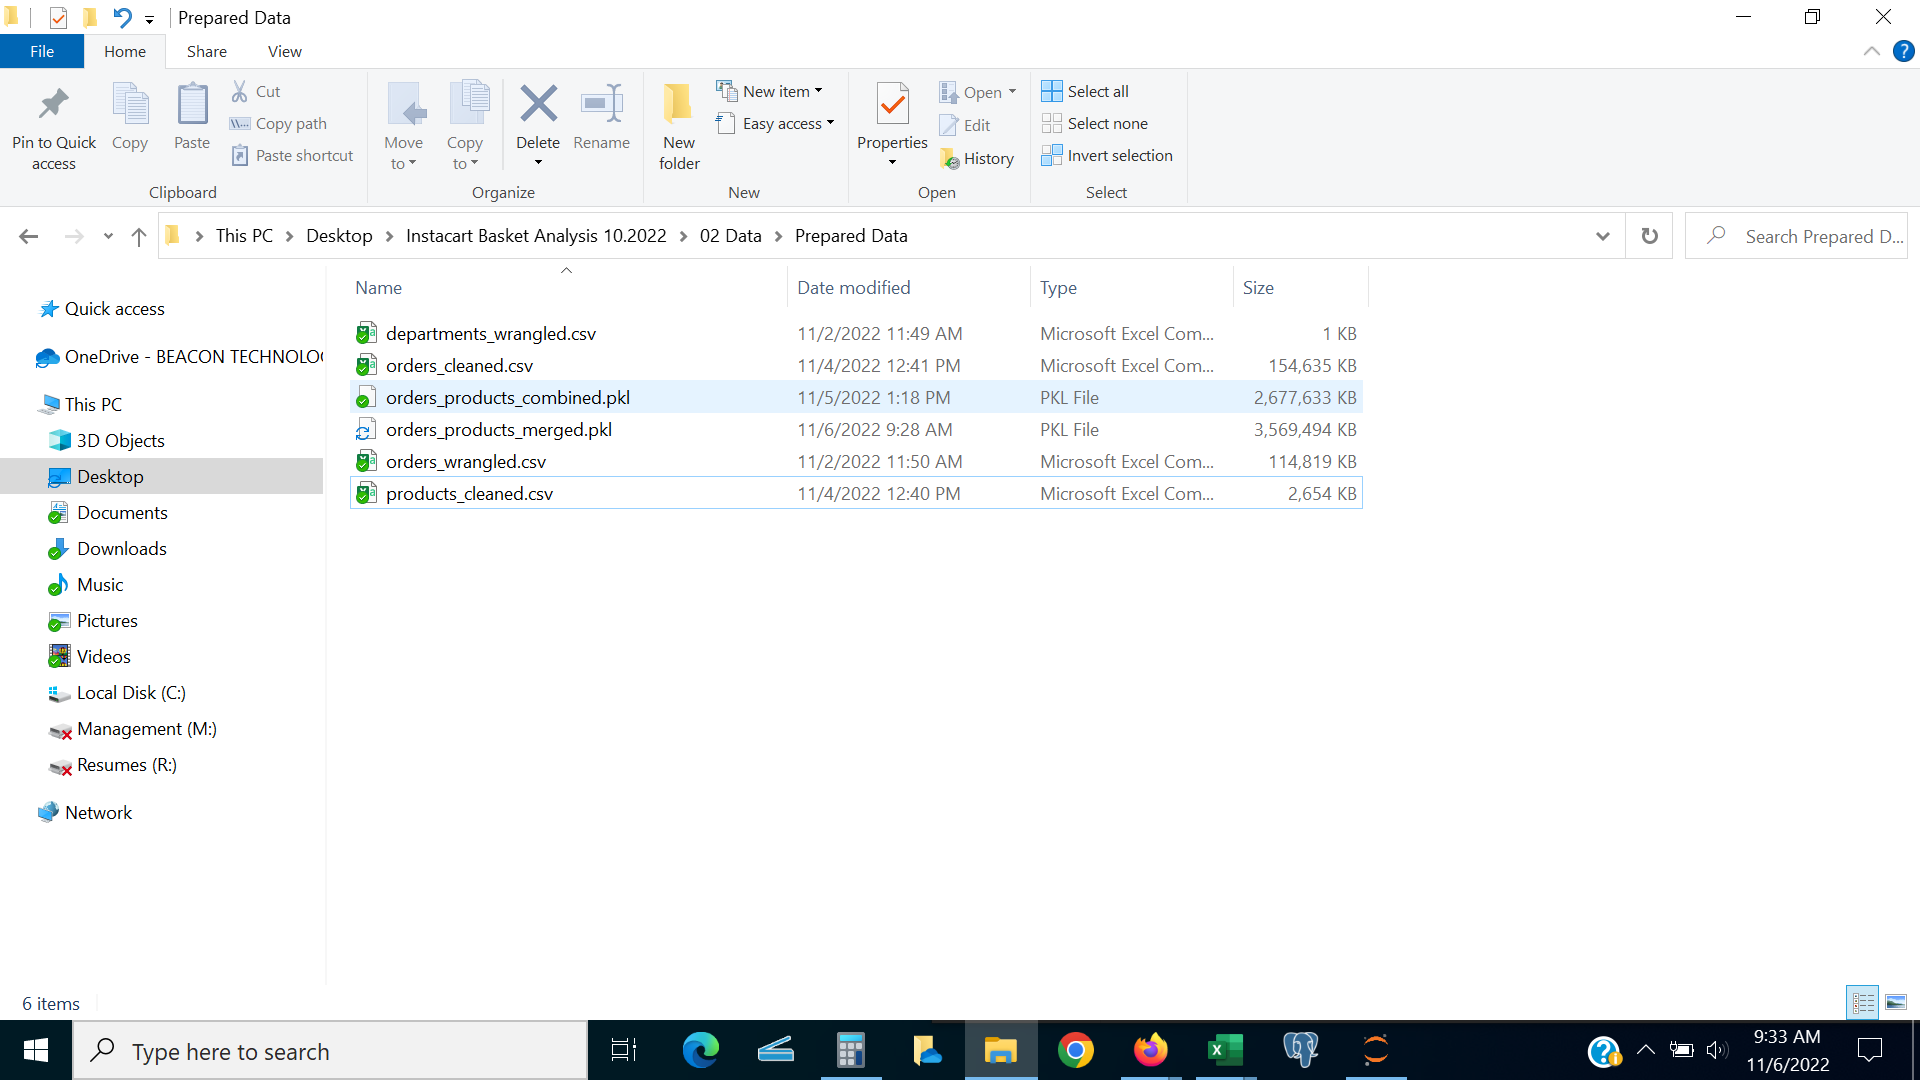 Prepared Data
File
Home
Share
View
Pin to Quick
access
Copy
Paste
Cut
Copy path
Paste shortcut
Clipboard
Move
to
Copy
to
Delete
Rename
Organize
New
folder
New item
Easy access
New
Properties
Open
Edit
History
Open
Select all
Select none
Invert selection
Select
This PC
Desktop
Instacart Basket Analysis 10.2022
02 Data
Prepared Data
Search Prepared D...
Quick access
OneDrive - BEACON TECHNOLO
This PC
3D Objects
Desktop
Documents
Downloads
Music
Pictures
Videos
Local Disk (C:)
Management (M:)
Resumes (R:)
Network
Name Date modified Type Size
departments_wrangled.csv 11/2/2022 11:49 AM Microsoft Excel Com... 1 KB
orders_cleaned.csv 11/4/2022 12:41 PM Microsoft Excel Com... 154,635 KB
orders_products_combined.pkl 11/5/2022 1:18 PM PKL File 2,677,633 KB
orders_products_merged.pkl 11/6/2022 9:28 AM PKL File 3,569,494 KB
orders_wrangled.csv 11/2/2022 11:50 AM Microsoft Excel Com... 114,819 KB
products_cleaned.csv 11/4/2022 12:40 PM Microsoft Excel Com... 2,654 KB
6 items
Type here to search
9:33 AM
11/6/2022